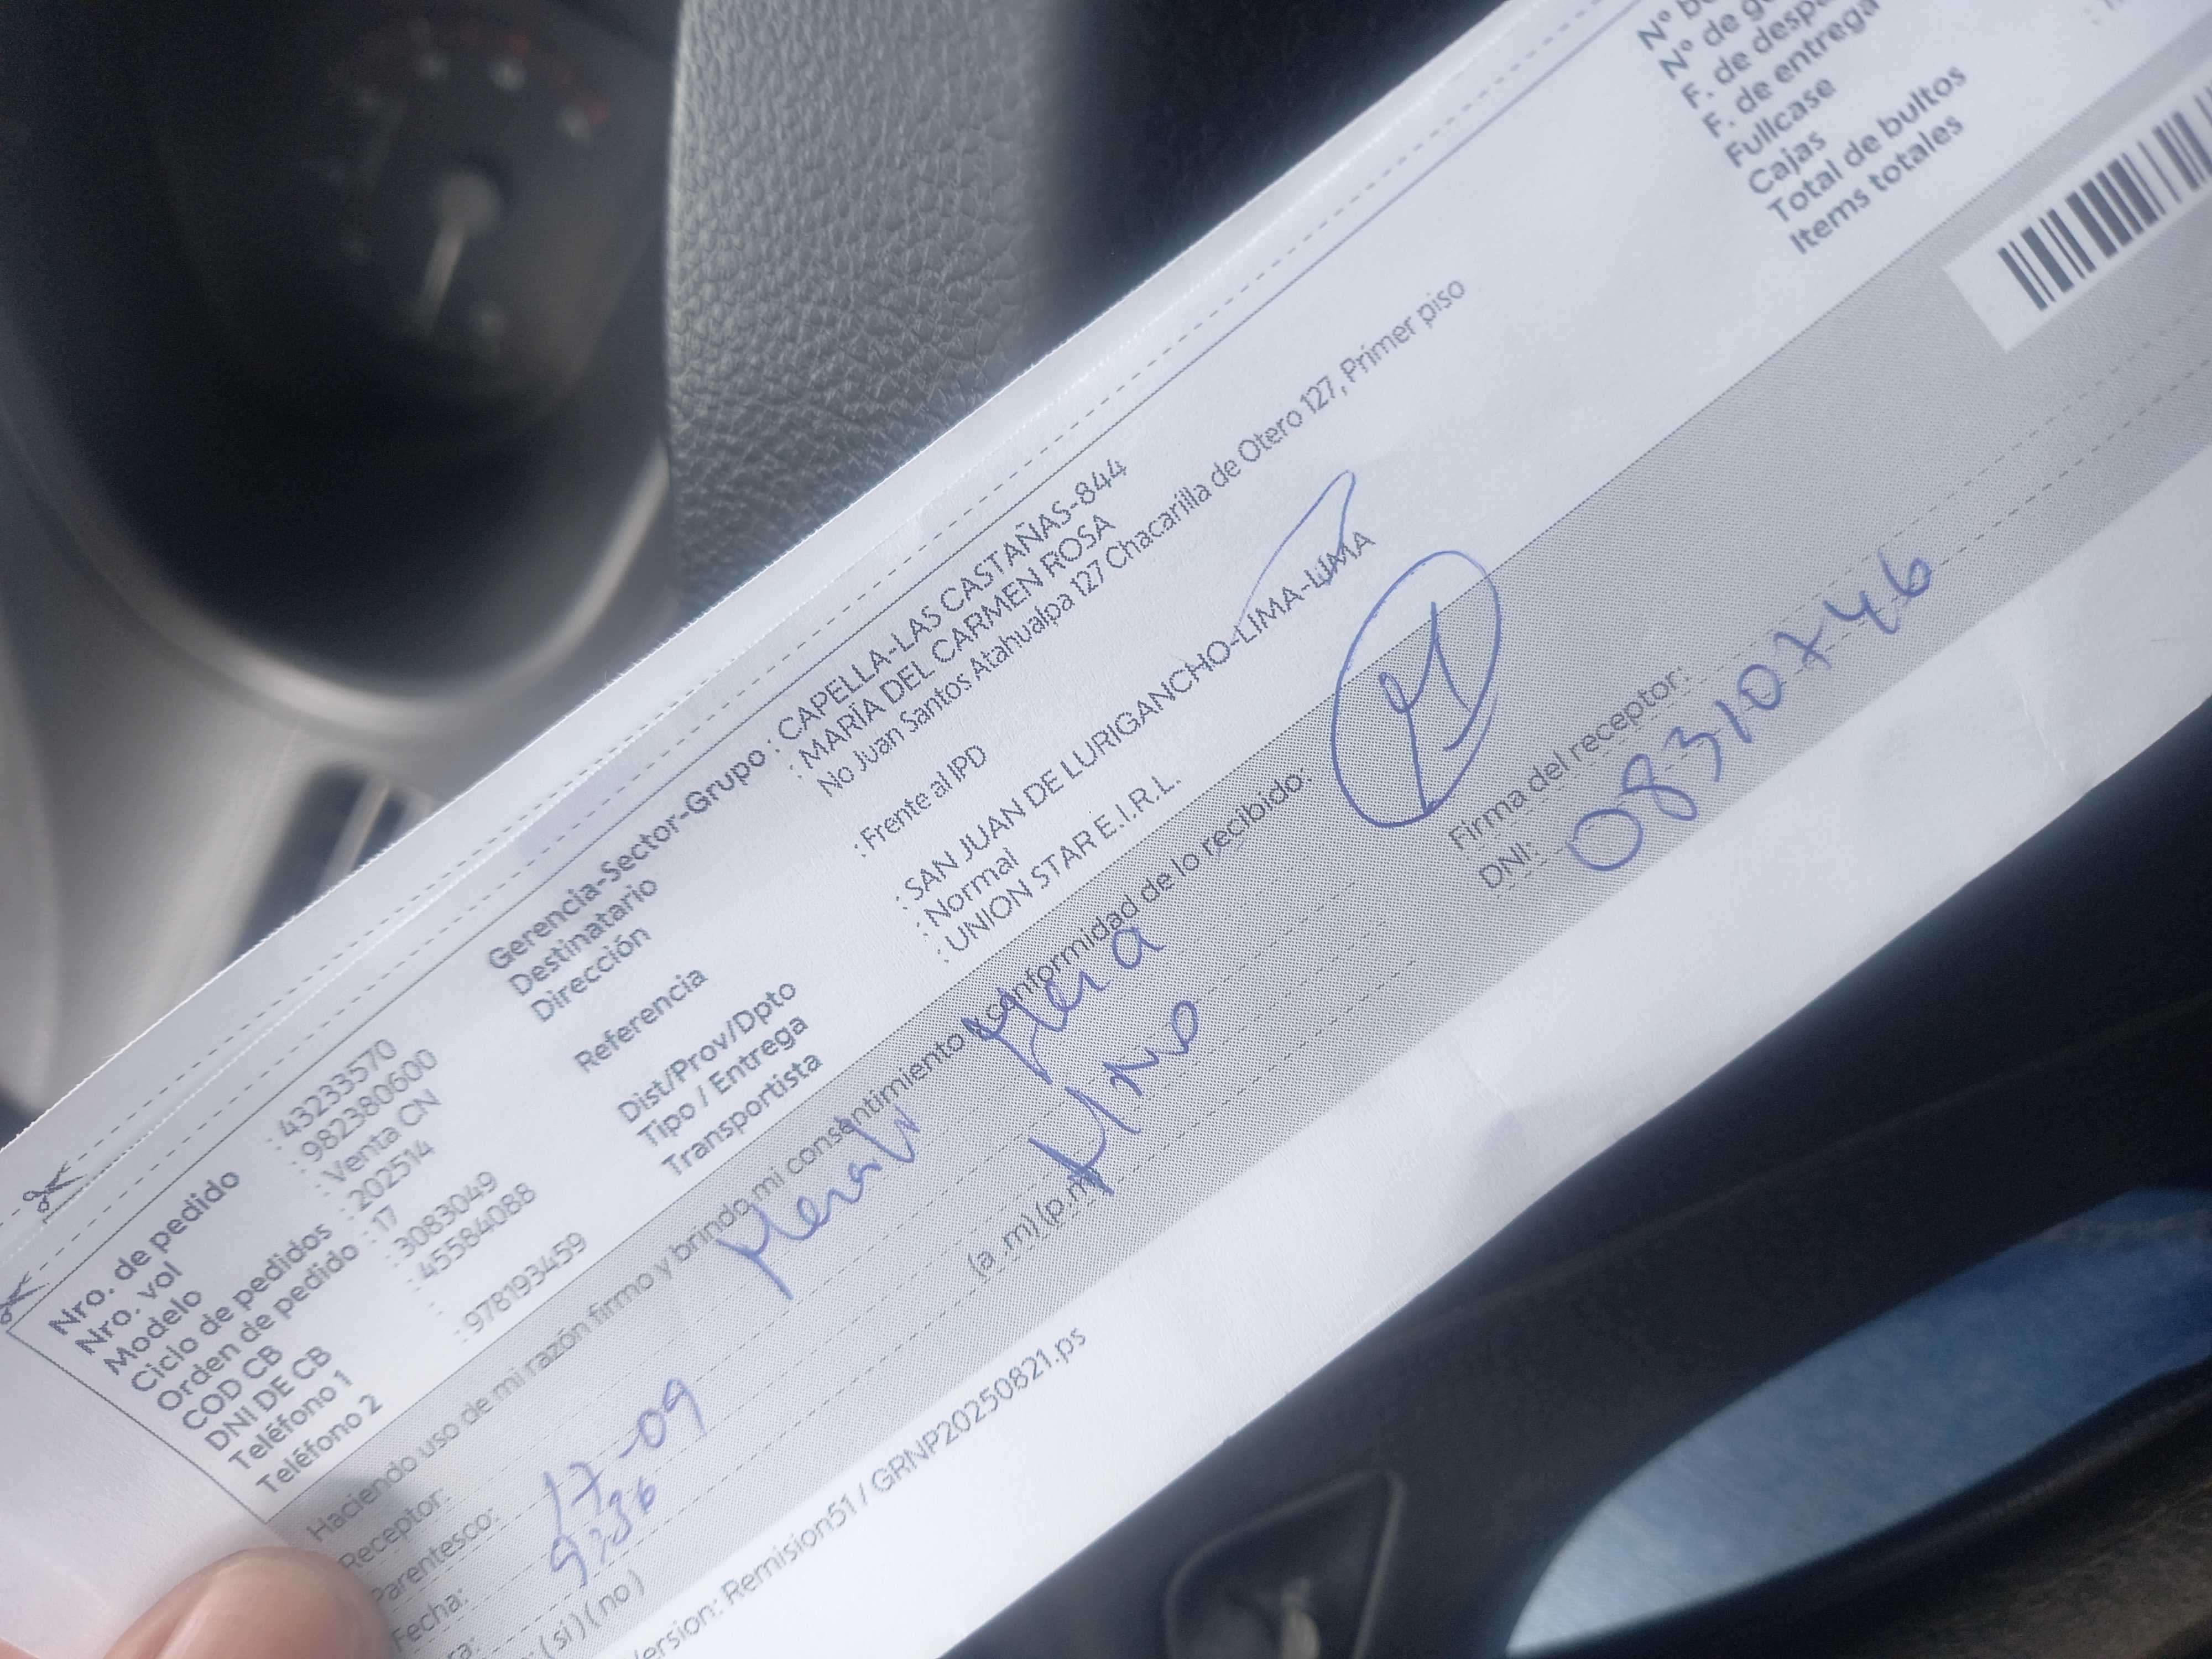 Nro. de pedido : 43233570
Nro. vol : 982380600
Modelo : Venta CN
Ciclo de pedidos : 202514
Orden de pedido : 17
COD CB : 3083049
DNI DE CB : 45584088
Teléfono 1 :
Teléfono 2 : 978193459
Gerencia-Sector-Grupo : CAPELLA-LAS CASTAÑAS-844
Destinatario : MARIA DEL CARMEN ROSA
Dirección No Juan Santos Atahualpa 127 Chacarilla de Otero 127, Primer piso
Referencia : Frente al IPD
Dist/Prov/Dpto : SAN JUAN DE LURIGANCHO-LIMA-LIMA
Tipo / Entrega : Normal
Transportista : UNION STAR E.I.R.L.
N°
N° de
F. de
F. de entrega
Fullcase
Cajas
Total de bultos
Items totales
Haciendo uso de mi razón firmo y brindo mi consentimiento y conformidad de lo recibido.
Receptor:
Parentesco:
Fecha: 17-09
9:36
(a .m) (p.m)
: ( si ) ( no )
Firma del receptor:
DNI: 08310746
ersion: Remision51 / GRNP20250821.ps